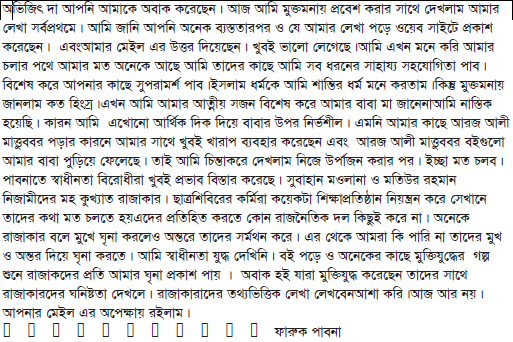 অভিজিৎ দা আপনি আমাকে অবাক করেছেন। আজ আমি মুক্তমনায় প্রবেশ করার সাথে দেখলাম আমার
লেখা সর্বপ্রথমে। আমি জানি আপনি অনেক ব্যস্ততারপর ও যে আমার লেখা পড়ে ওয়েব সাইটে প্রকাশ
করেছেন। এবংআমার মেইল এর উত্তর দিয়েছেন। খুবই ভালো লেগেছে।আমি এখন মনে করি আমার
চলার পথে আমার মত অনেকে আছে আমি তাদের কাছে আমি সব ধরনের সাহায্য সহযোগিতা পাব।
বিশেষ করে আপনার কাছে সুপরামর্শ পাব।ইসলাম ধর্মকে আমি শান্তির ধর্ম মনে করতাম।কিন্তু মুক্তমনায়
জানলাম কত হিংস্র।এখন আমি আমার আত্নীয় সজন বিশেষ করে আমার বাবা মা জানেনাআমি নাস্তিক
হয়েছি। কারন আমি এখোনো আর্থিক দিক দিয়ে বাবার উপর নির্ভশীল। এমনি আমার কাছে আরজ আলী
মাতুব্ববর পড়ার কারনে আমার সাথে খুবই খারাপ ব্যবহার করেছেন এবং আরজ আলী মাতুব্ববর বইগুলো
আমার বাবা পুড়িয়ে ফেলেছে। তাই আমি চিন্তাকরে দেখলাম নিজে উপজিন করার পর। ইচ্ছা মত চলব।
পাবনাতে স্বাধীনতা বিরোধীরা খুবই প্রভাব বিস্তার করেছে। সুবাহান মওলানা ও মতিউর রহমান
নিজামীদের মহ কুখ্যাত রাজাকার। ছাত্রশিবিরের কর্মিরা কয়েকটা শিক্ষাপ্রতিষ্ঠান নিয়ন্ত্রন করে সেখানে
তাদের কথা মত চলতে হয়এদের প্রতিহিত করতে কোন রাজনৈতিক দল কিছুই করে না। অনেকে
রাজাকার বলে মুখে ঘৃনা করলেও অন্তরে তাদের সর্মথন করে। এর থেকে আমরা কি পারি না তাদের মুখ
ও অন্তর দিয়ে ঘৃনা করতে। আমি স্বাধীনতা যুদ্ধ দেখিনি। বই পড়ে ও অনেকের কাছে মুক্তিযুদ্ধের গল্প
শুনে রাজাকদের প্রতি আমার ঘৃনা প্রকাশ পায় । অবাক হই যারা মুক্তিযুদ্ধ করেছেন তাদের সাথে
রাজাকারদের ঘনিষ্টতা দেখলে। রাজাকারাদের তথ্যভিত্তিক লেখা লেখবেনআশা করি।আজ আর নয়।
আপনার মেইল এর অপেক্ষায় রইলাম।
ফারুক পাবনা